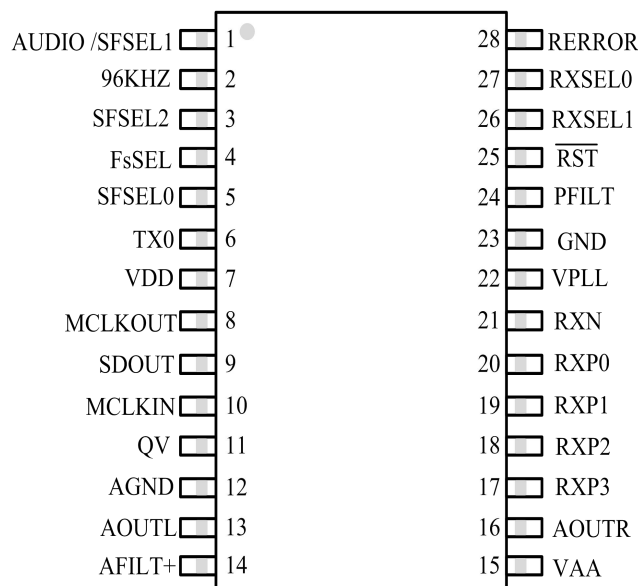 AUDIO /SFSEL1 1 28 RERROR
96KHZ 2 27 RXSEL0
SFSEL2 3 26 RXSEL1
FsSEL 4 25 RST
SFSEL0 5 24 PFILT
TX0 6 23 GND
VDD 7 22 VPLL
MCLKOUT 8 21 RXN
SDOUT 9 20 RXP0
MCLKIN 10 19 RXP1
QV 11 18 RXP2
AGND 12 17 RXP3
AOUTL 13 16 AOUTR
AFILT+ 14 15 VAA